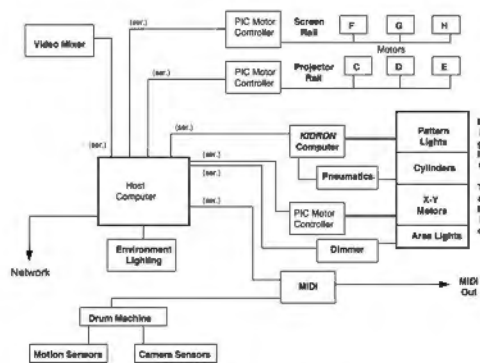 Video Mixer
(ser.)
PIC Motor
Controller
Screen
Rail
F
G
H
Motors
(ser.)
PIC Motor
Controller
Projector
Rail
C
D
E
(ser.)
(ser.)
KIDRON
Computer
Pattern
Lights
Pneumatics
Cylinders
Host
Computer
(ser.)
(ser.)
(ser.)
PIC Motor
Controller
X-Y
Motors
Dimmer
Area Lights
Environment
Lighting
Network
MIDI
MIDI
Out
Drum Machine
Motion Sensors
Camera Sensors